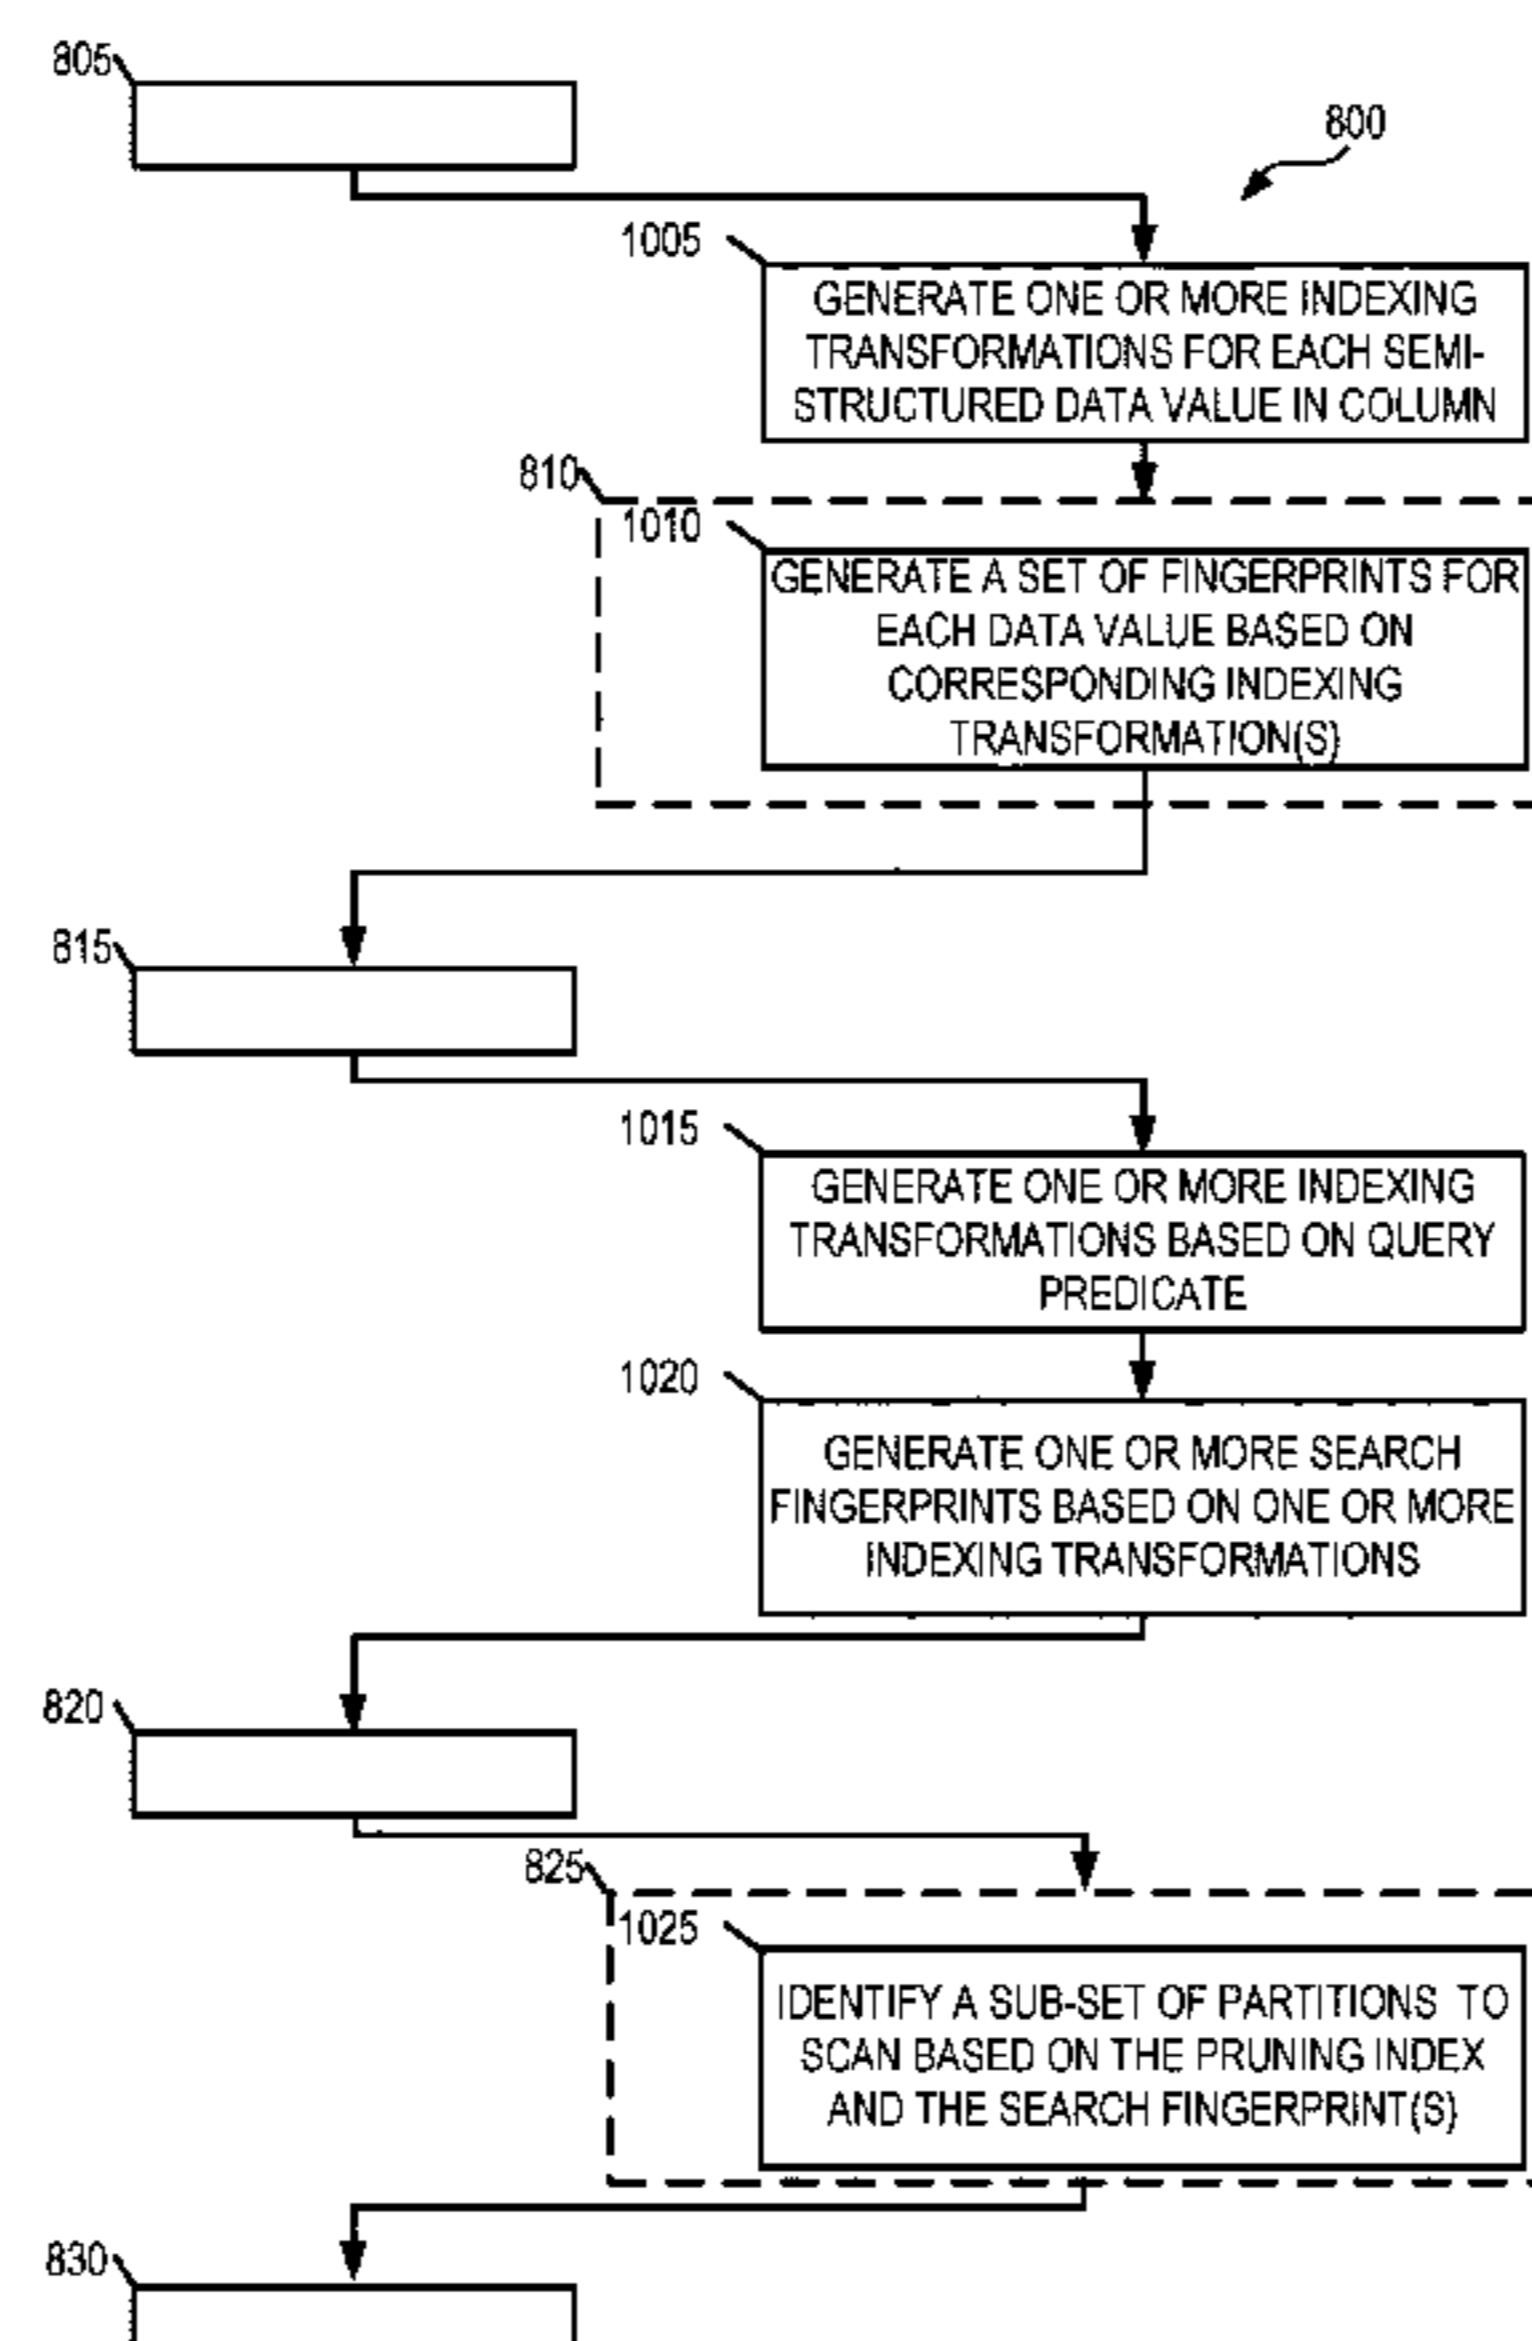 805
800
1005
GENERATE ONE OR MORE INDEXING
TRANSFORMATIONS FOR EACH SEMI-
STRUCTURED DATA VALUE IN COLUMN
810
1010
GENERATE A SET OF FINGERPRINTS FOR
EACH DATA VALUE BASED ON
CORRESPONDING INDEXING
TRANSFORMATION(S)
815
1015
GENERATE ONE OR MORE INDEXING
TRANSFORMATIONS BASED ON QUERY
PREDICATE
1020
GENERATE ONE OR MORE SEARCH
FINGERPRINTS BASED ON ONE OR MORE
INDEXING TRANSFORMATIONS
820
825
1025
IDENTIFY A SUB-SET OF PARTITIONS TO
SCAN BASED ON THE PRUNING INDEX
AND THE SEARCH FINGERPRINT(S)
830